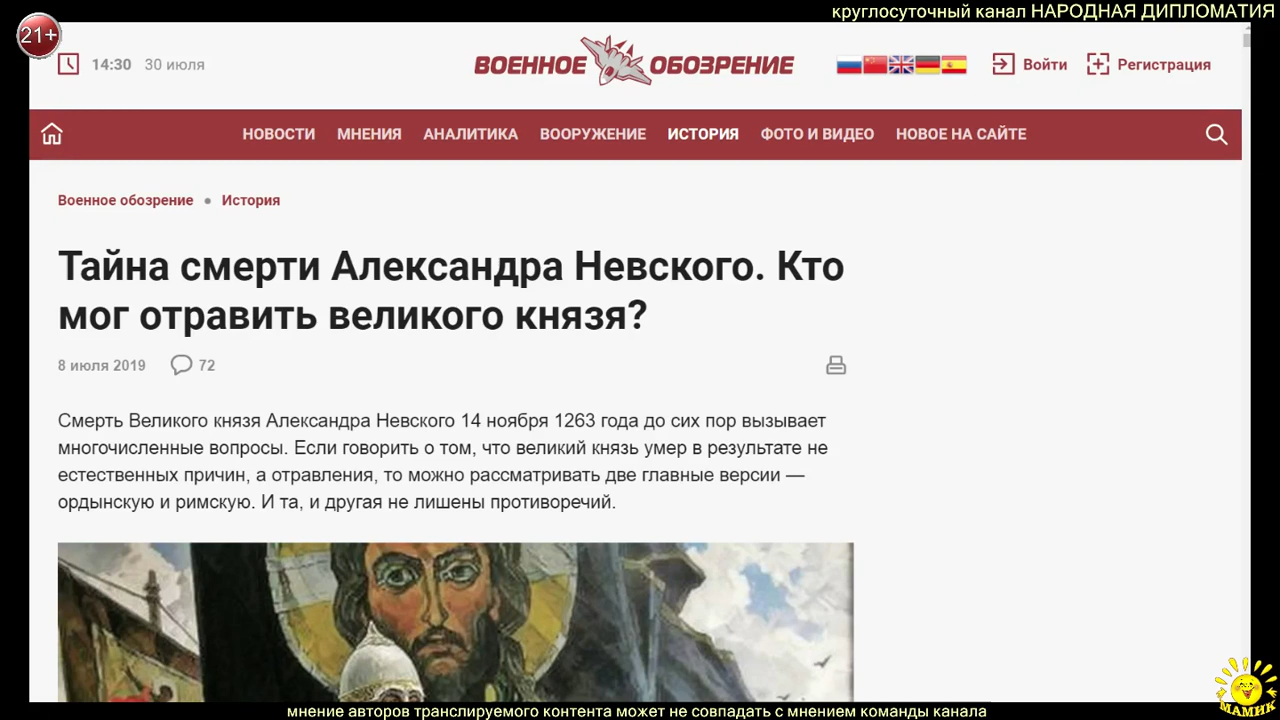 круглосуточный канал НАРОДНАЯ ДИПЛОМАТИЯ
21+
14:30 30 июля
ВОЕННОЕ ОБОЗРЕНИЕ
Войти
Регистрация
НОВОСТИ МНЕНИЯ АНАЛИТИКА ВООРУЖЕНИЕ ИСТОРИЯ ФОТО И ВИДЕО НОВОЕ НА САЙТЕ
Военное обозрение • История
Тайна смерти Александра Невского. Кто
мог отравить великого князя?
8 июля 2019 72
Смерть Великого князя Александра Невского 14 ноября 1263 года до сих пор вызывает
многочисленные вопросы. Если говорить о том, что великий князь умер в результате не
естественных причин, а отравления, то можно рассматривать две главные версии —
ордынскую и римскую. И та, и другая не лишены противоречий.
МАМИК
мнение авторов транслируемого контента может не совпадать с мнением команды канала